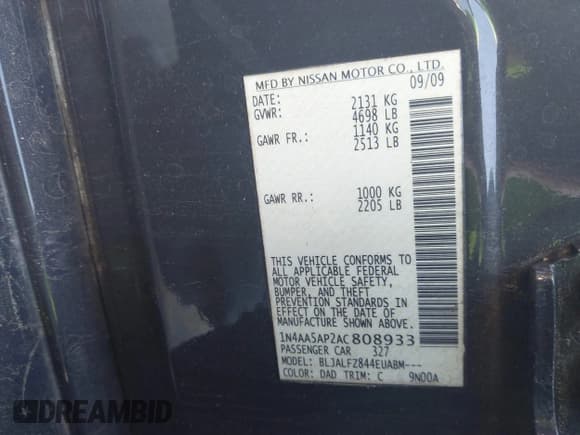 MFD BY NISSAN MOTOR CO., LTD.
DATE: 09/09
GVWR: 2131 KG
4698 LB
GAWR FR.: 1140 KG
2513 LB
GAWR RR.: 1000 KG
2205 LB
THIS VEHICLE CONFORMS TO
ALL APPLICABLE FEDERAL
MOTOR VEHICLE SAFETY,
BUMPER, AND THEFT
PREVENTION STANDARDS IN
EFFECT ON THE DATE OF
MANUFACTURE SHOWN ABOVE.
1N4AA5AP2AC808933
PASSENGER CAR 327
MODEL: BLJALFZ844EUABM---
COLOR: DAD TRIM: C 9N00A
DREAMBID